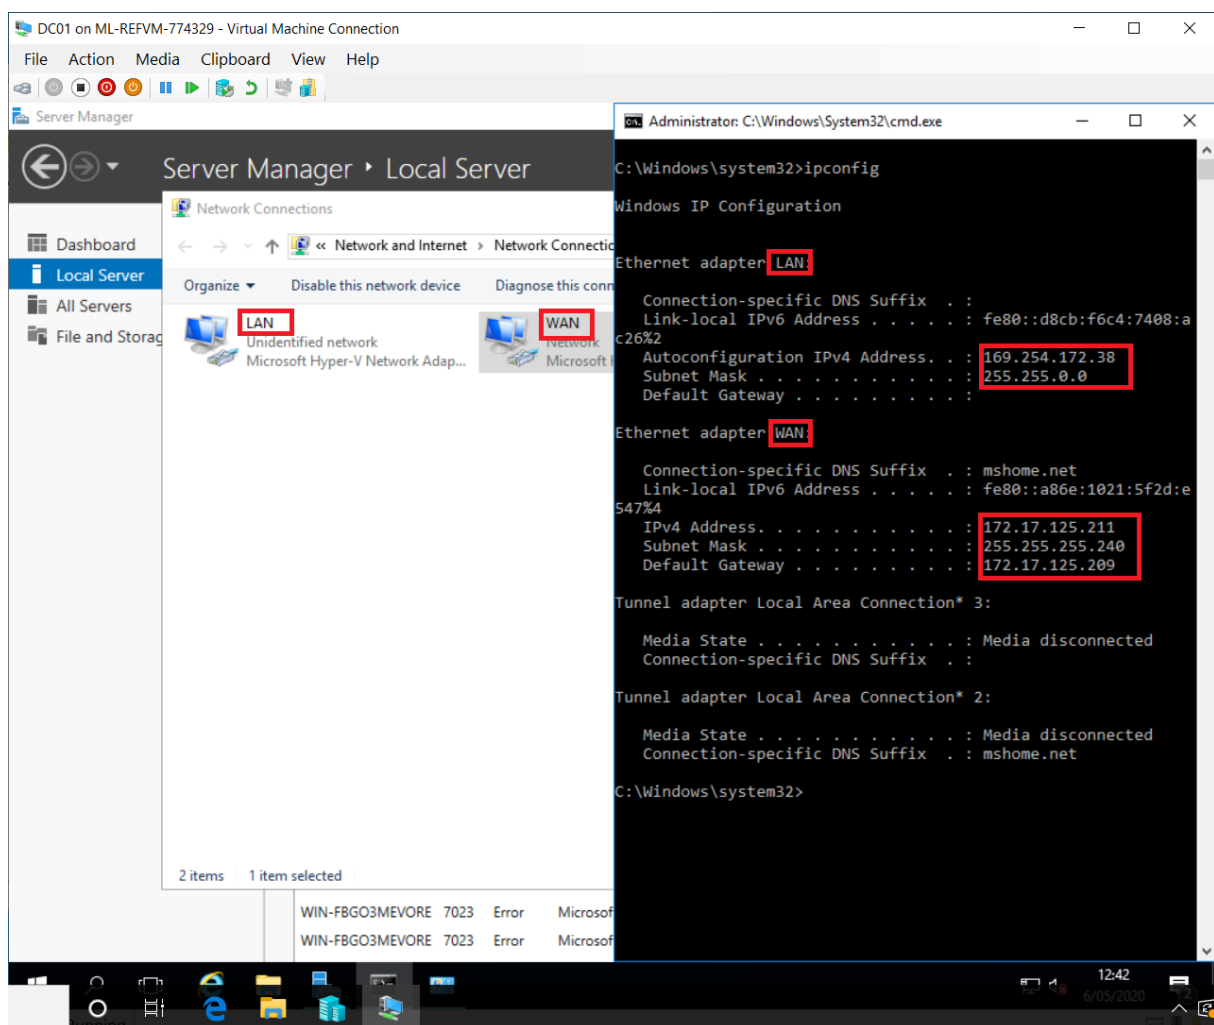 DC01 on ML-REFVM-774329 - Virtual Machine Connection
File Action Media Clipboard View Help
Server Manager
Server Manager • Local Server
Dashboard
Local Server
All Servers
File and Storag
Network Connections
« Network and Internet › Network Connectic
Organize Disable this network device Diagnose this conn
LAN
Unidentified network
Microsoft Hyper-V Network Adap...
WAN
Network
Microsoft H
2 items 1 item selected
WIN-FBGO3MEVORE 7023 Error Microsof
WIN-FBGO3MEVORE 7023 Error Microsof
Administrator: C:\Windows\System32\cmd.exe
C:\Windows\system32>ipconfig
Windows IP Configuration
Ethernet adapter LAN:
Connection-specific DNS Suffix . :
Link-local IPv6 Address . . . . . : fe80::d8cb:f6c4:7408:a
c26%2
Autoconfiguration IPv4 Address. . : 169.254.172.38
Subnet Mask . . . . . . . . . . . : 255.255.0.0
Default Gateway . . . . . . . . . :
Ethernet adapter WAN:
Connection-specific DNS Suffix . : mshome.net
Link-local IPv6 Address . . . . . : fe80::a86e:1021:5f2d:e
547%4
IPv4 Address. . . . . . . . . . . : 172.17.125.211
Subnet Mask . . . . . . . . . . . : 255.255.255.240
Default Gateway . . . . . . . . . : 172.17.125.209
Tunnel adapter Local Area Connection* 3:
Media State . . . . . . . . . . . : Media disconnected
Connection-specific DNS Suffix . :
Tunnel adapter Local Area Connection* 2:
Media State . . . . . . . . . . . : Media disconnected
Connection-specific DNS Suffix . : mshome.net
C:\Windows\system32>
12:42
6/05/2020
2